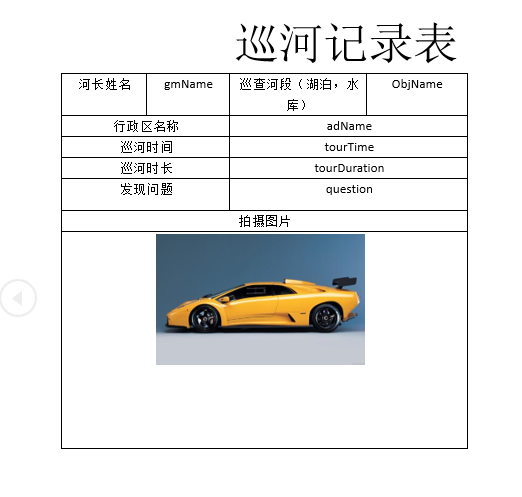 巡河记录表
河长姓名 gmName 巡查河段（湖泊，水 ObjName
库）
行政区名称 adName
巡河时间 tourTime
巡河时长 tourDuration
发现问题 question
拍摄图片